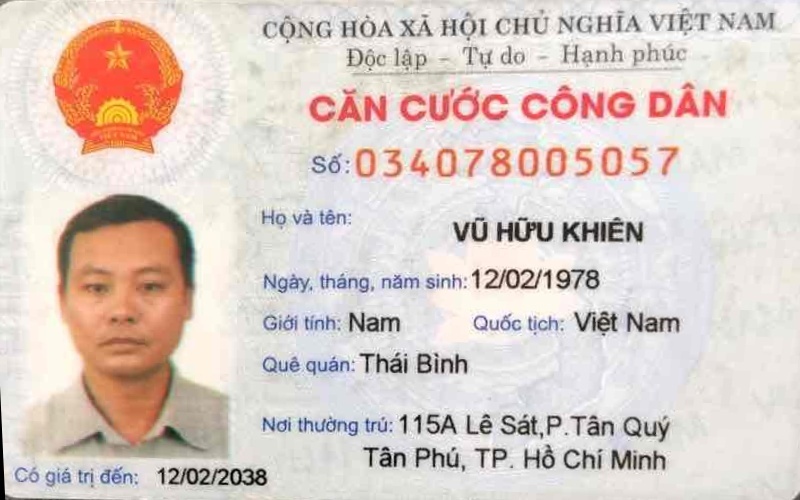 CỘNG HÒA XÃ HỘI CHỦ NGHĨA VIỆT NAM
Độc lập – Tự do – Hạnh phúc
CĂN CƯỚC CÔNG DÂN
Số: 034078005057
Họ và tên: VŨ HỮU KHIÊN
Ngày, tháng, năm sinh: 12/02/1978
Giới tính: Nam Quốc tịch: Việt Nam
Quê quán: Thái Bình
Nơi thường trú: 115A Lê Sát,P.Tân Quý
Tân Phú, TP. Hồ Chí Minh
Có giá trị đến: 12/02/2038